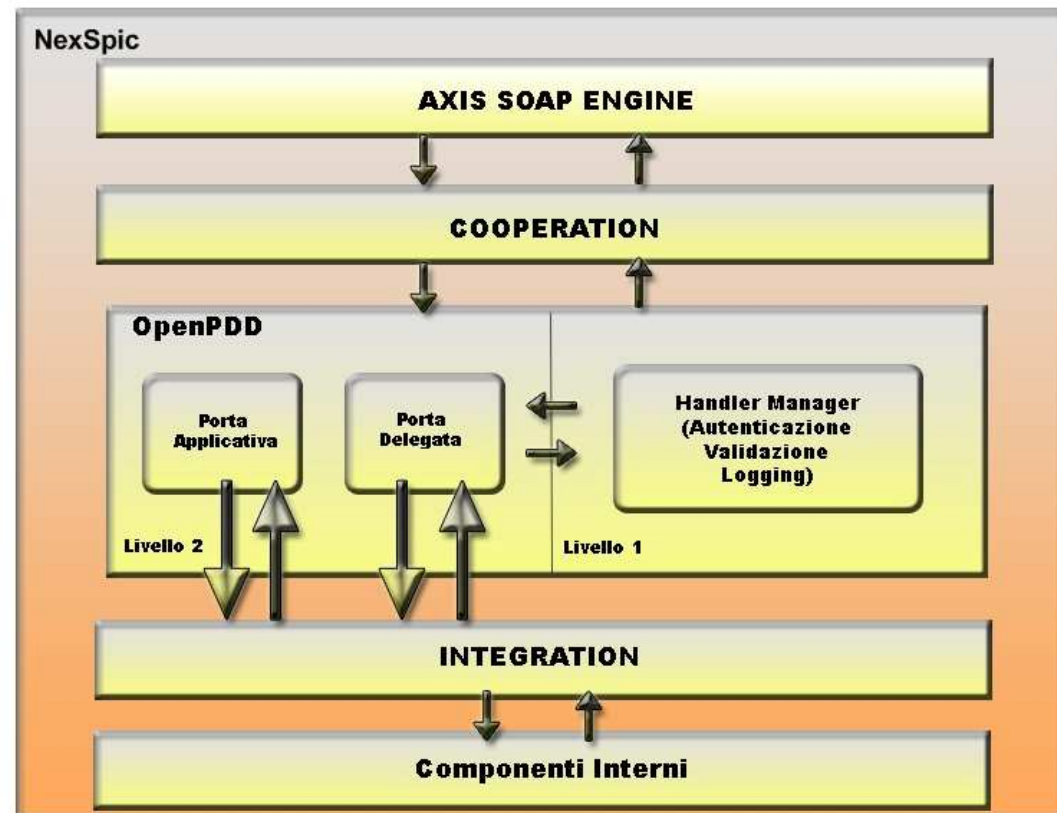 NexSpic
AXIS SOAP ENGINE
COOPERATION
OpenPDD
Porta
Applicativa
Porta
Delegata
Handler Manager
(Autenticazione
Validazione
Logging)
Livello 2
Livello 1
INTEGRATION
Componenti Interni